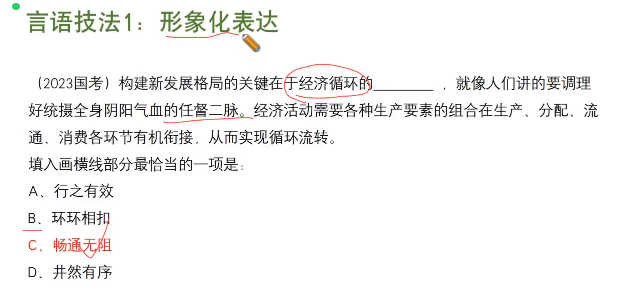 言语技法1：形象化表达
（2023国考）构建新发展格局的关键在于经济循环的________ ，就像人们讲的要调理
好统摄全身阴阳气血的任督二脉。经济活动需要各种生产要素的组合在生产、分配、流
通、消费各环节有机衔接，从而实现循环流转。
填入画横线部分最恰当的一项是：
A、行之有效
B、环环相扣
C、畅通无阻
D、井然有序